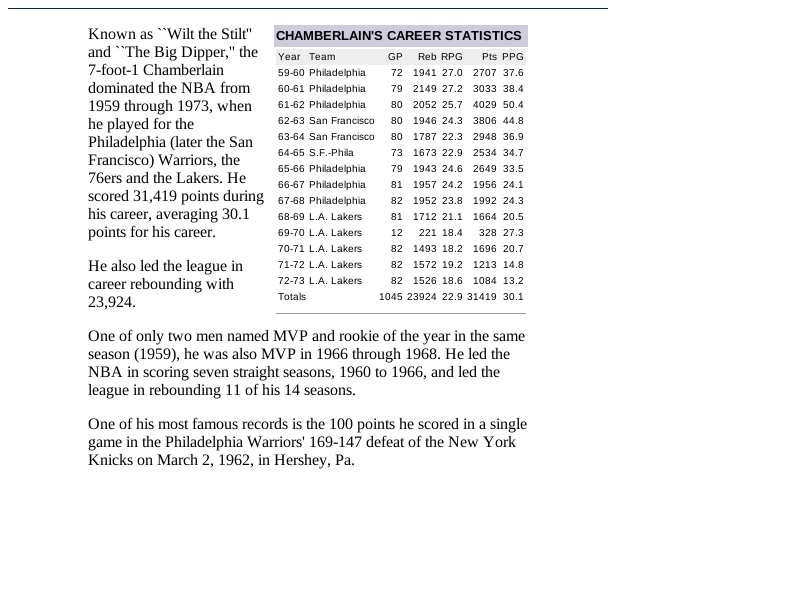 Known as ``Wilt the Stilt''
and ``The Big Dipper,'' the
7-foot-1 Chamberlain
dominated the NBA from
1959 through 1973, when
he played for the
Philadelphia (later the San
Francisco) Warriors, the
76ers and the Lakers. He
scored 31,419 points during
his career, averaging 30.1
points for his career.
He also led the league in
career rebounding with
23,924.
CHAMBERLAIN'S CAREER STATISTICS
Year Team GP Reb RPG Pts PPG
59-60 Philadelphia 72 1941 27.0 2707 37.6
60-61 Philadelphia 79 2149 27.2 3033 38.4
61-62 Philadelphia 80 2052 25.7 4029 50.4
62-63 San Francisco 80 1946 24.3 3806 44.8
63-64 San Francisco 80 1787 22.3 2948 36.9
64-65 S.F.-Phila 73 1673 22.9 2534 34.7
65-66 Philadelphia 79 1943 24.6 2649 33.5
66-67 Philadelphia 81 1957 24.2 1956 24.1
67-68 Philadelphia 82 1952 23.8 1992 24.3
68-69 L.A. Lakers 81 1712 21.1 1664 20.5
69-70 L.A. Lakers 12 221 18.4 328 27.3
70-71 L.A. Lakers 82 1493 18.2 1696 20.7
71-72 L.A. Lakers 82 1572 19.2 1213 14.8
72-73 L.A. Lakers 82 1526 18.6 1084 13.2
Totals 1045 23924 22.9 31419 30.1
One of only two men named MVP and rookie of the year in the same
season (1959), he was also MVP in 1966 through 1968. He led the
NBA in scoring seven straight seasons, 1960 to 1966, and led the
league in rebounding 11 of his 14 seasons.
One of his most famous records is the 100 points he scored in a single
game in the Philadelphia Warriors' 169-147 defeat of the New York
Knicks on March 2, 1962, in Hershey, Pa.